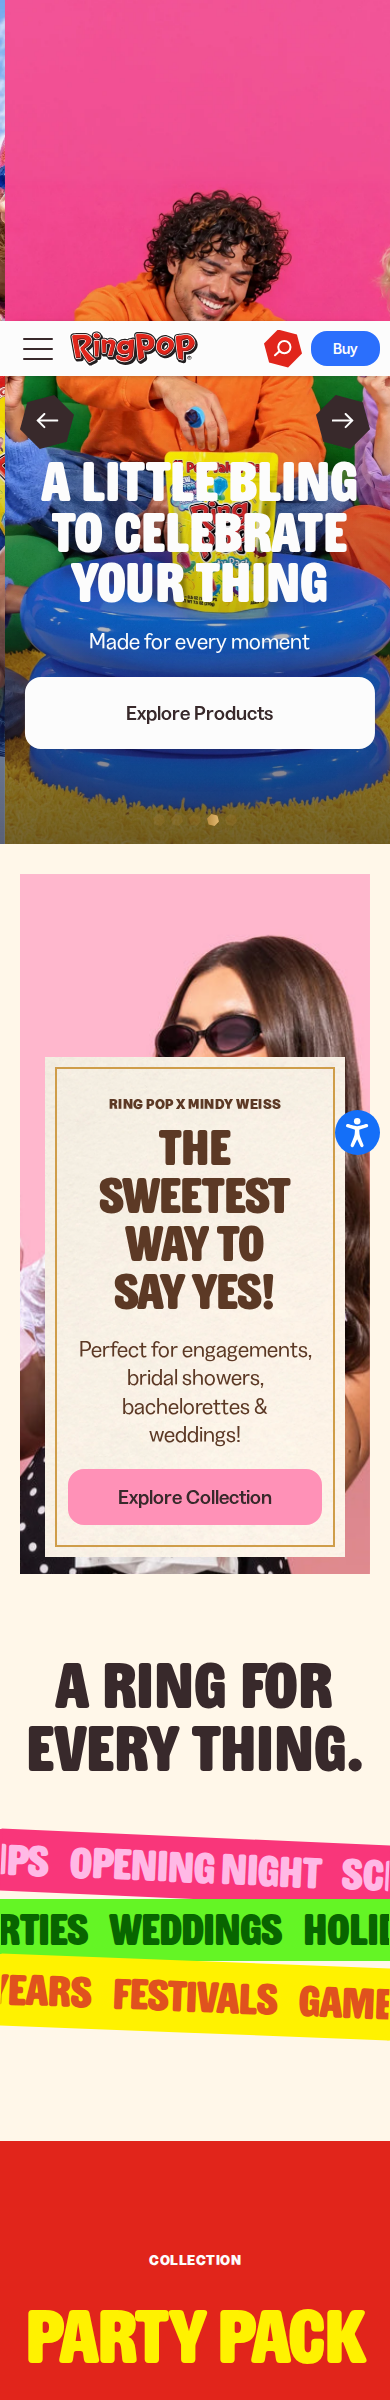 RingPop
Buy
A LITTLE BLING
TO CELEBRATE
YOUR THING
Made for every moment
Explore Products
RING POP X MINDY WEISS
THE
SWEETEST
WAY TO
SAY YES!
Perfect for engagements,
bridal showers,
bachelorettes &
weddings!
Explore Collection
A RING FOR
EVERY THING.
OPENING NIGHT
WEDDINGS
FESTIVALS
COLLECTION
PARTY PACK